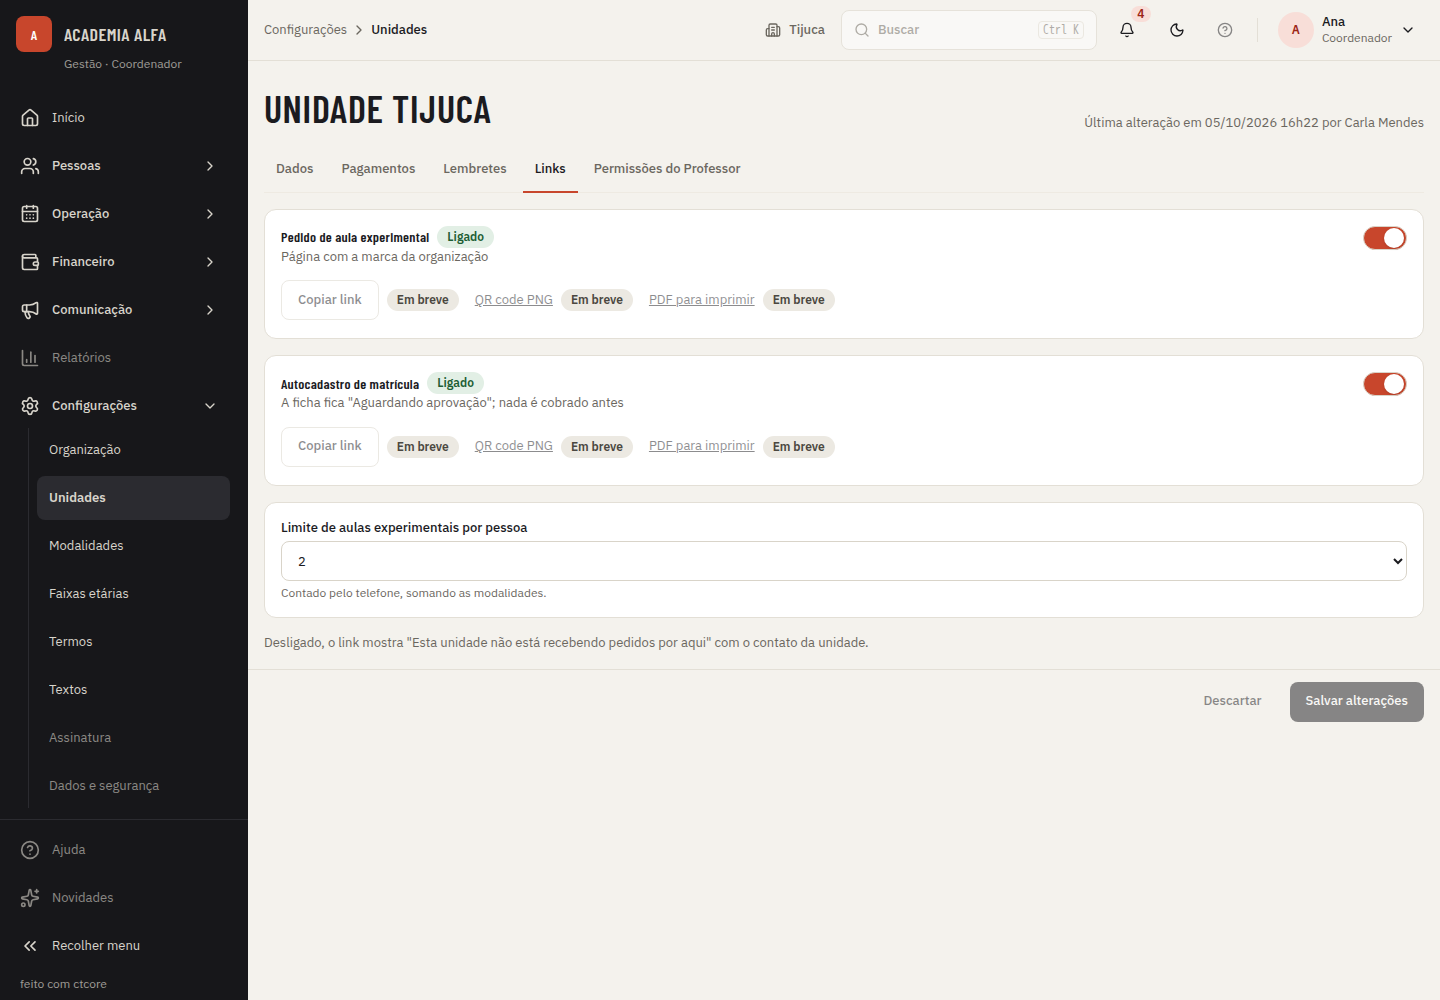 A
ACADEMIA ALFA
Gestão · Coordenador
Início
Pessoas
Operação
Financeiro
Comunicação
Relatórios
Configurações
Organização
Unidades
Modalidades
Faixas etárias
Termos
Textos
Assinatura
Dados e segurança
Ajuda
Novidades
Recolher menu
feito com ctcore
Configurações > Unidades
Tijuca
Buscar
Ctrl K
4
A
Ana
Coordenador
UNIDADE TIJUCA
Última alteração em 05/10/2026 16h22 por Carla Mendes
Dados Pagamentos Lembretes Links Permissões do Professor
Pedido de aula experimental Ligado
Página com a marca da organização
Copiar link Em breve QR code PNG Em breve PDF para imprimir Em breve
Autocadastro de matrícula Ligado
A ficha fica "Aguardando aprovação"; nada é cobrado antes
Copiar link Em breve QR code PNG Em breve PDF para imprimir Em breve
Limite de aulas experimentais por pessoa
2
Contado pelo telefone, somando as modalidades.
Desligado, o link mostra "Esta unidade não está recebendo pedidos por aqui" com o contato da unidade.
Descartar Salvar alterações